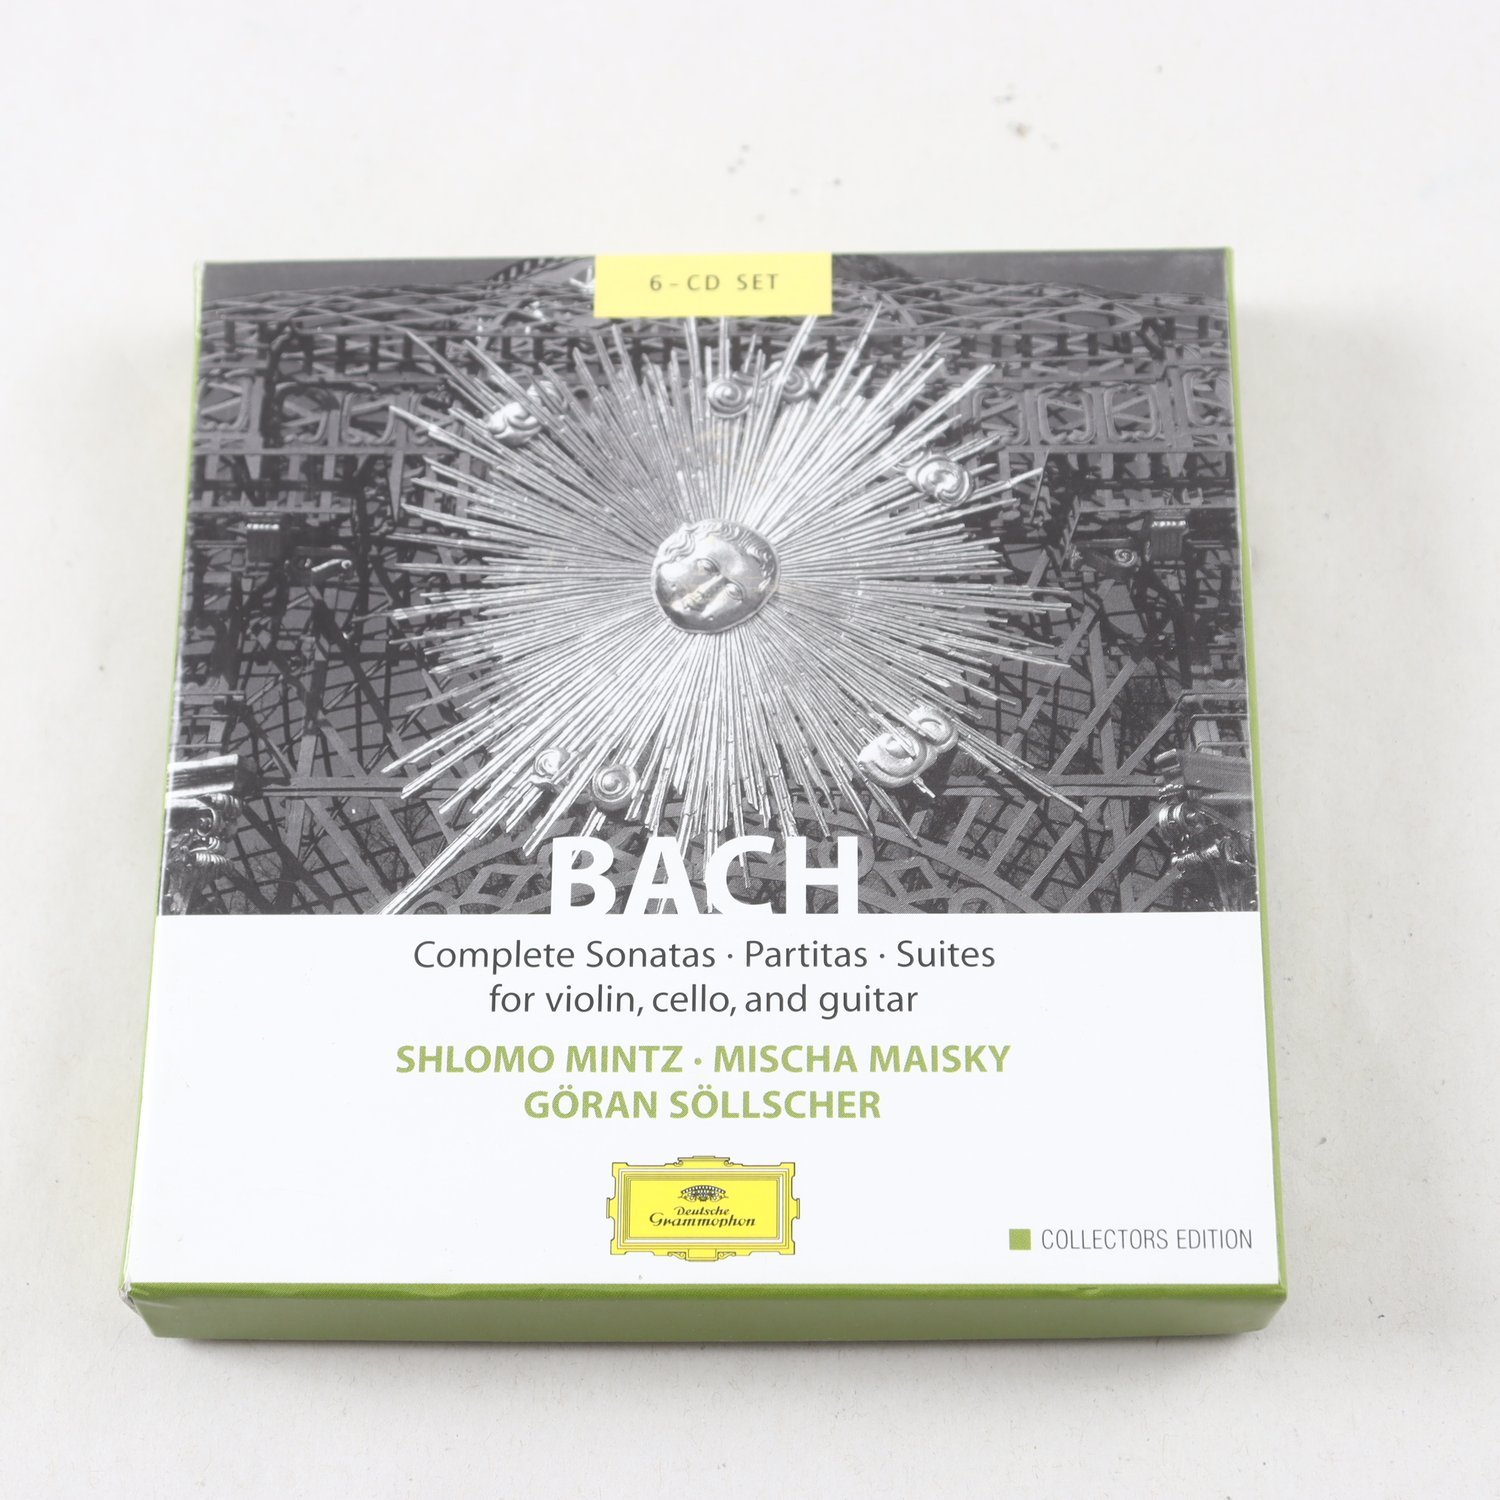 6-CD SET
BACH
Complete Sonatas · Partitas · Suites
for violin, cello, and guitar
SHLOMO MINTZ · MISCHA MAISKY
GÖRAN SÖLLSCHER
Deutsche
Grammophon
COLLECTORS EDITION